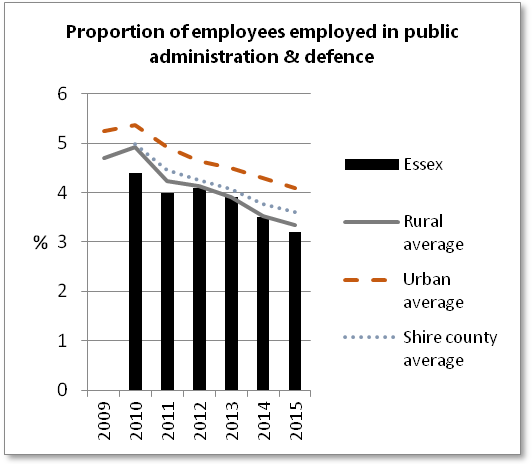 Proportion of employees employed in public
administration & defence
6
5
4
3
2
1
0
%
2009
2010
2011
2012
2013
2014
2015
Essex
Rural
average
Urban
average
Shire county
average